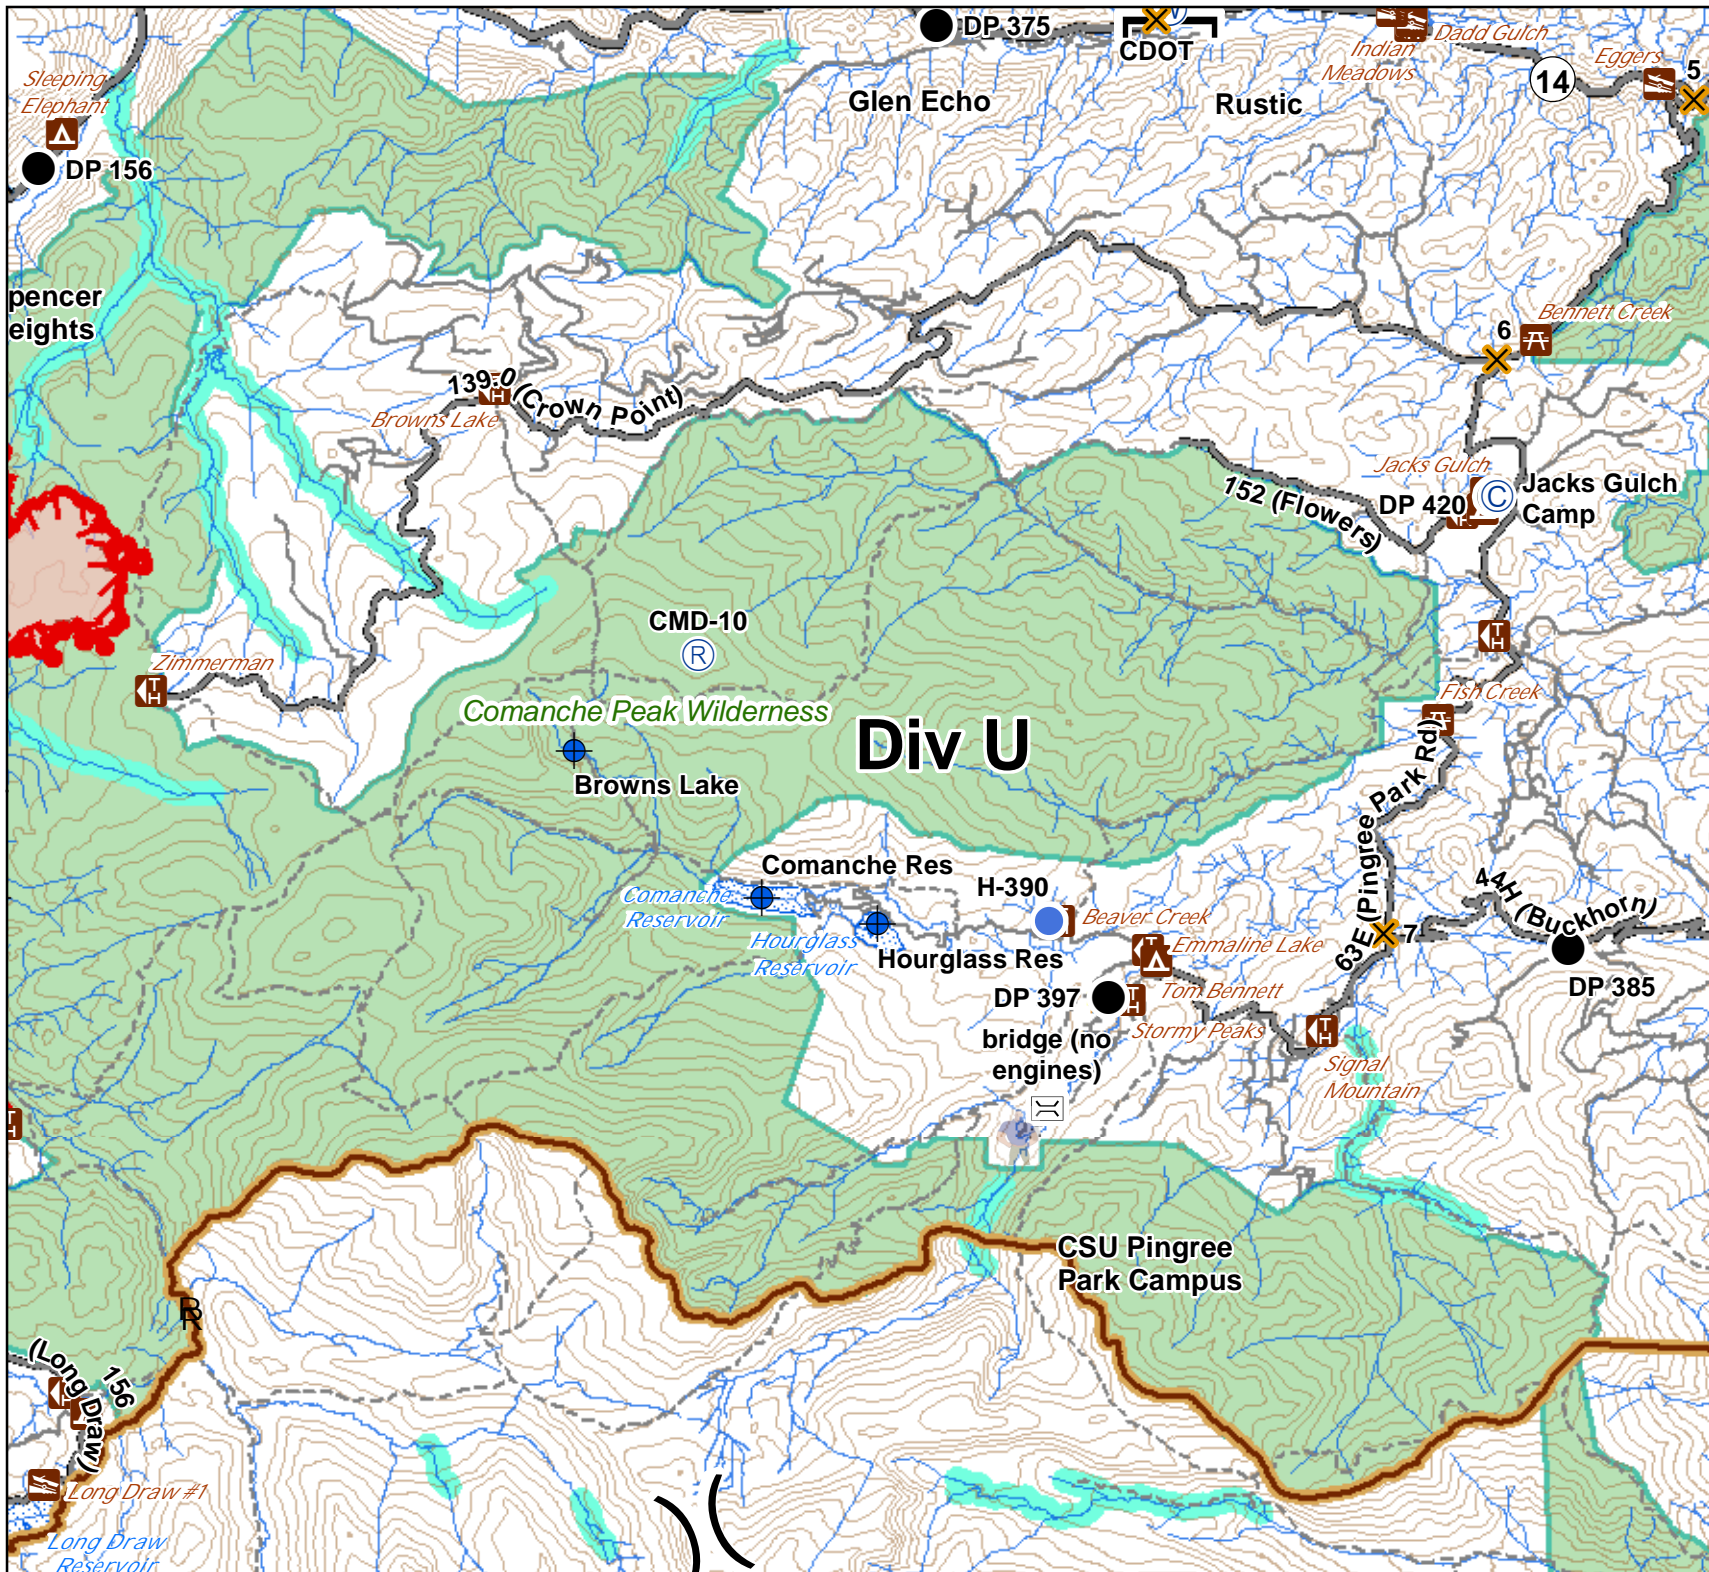 DP 375
CDOT
Indian
Meadows
Dadd Gulch
Eggers
5
14
Sleeping
Elephant
DP 156
Glen Echo
Rustic
pencer
eights
Bennett Creek
6
139.0 (Crown Point)
Browns Lake
Jacks Gulch
DP 420
C
Jacks Gulch
Camp
152 (Flowers)
CMD-10
R
TH
Zimmerman
TH
Fish Creek
Comanche Peak Wilderness
Div U
Browns Lake
63E (Pingree Park Rd)
Comanche Res
H-390
44H (Buckhorn)
Comanche
Reservoir
Beaver Creek
7
Hourglass
Reservoir
Hourglass Res
Emmaline Lake
DP 385
DP 397
TH
Tom Bennett
Stormy Peaks
TH
bridge (no
engines)
Signal
Mountain
CSU Pingree
Park Campus
156
(Long Draw)
Long Draw #1
Long Draw
Reservoir